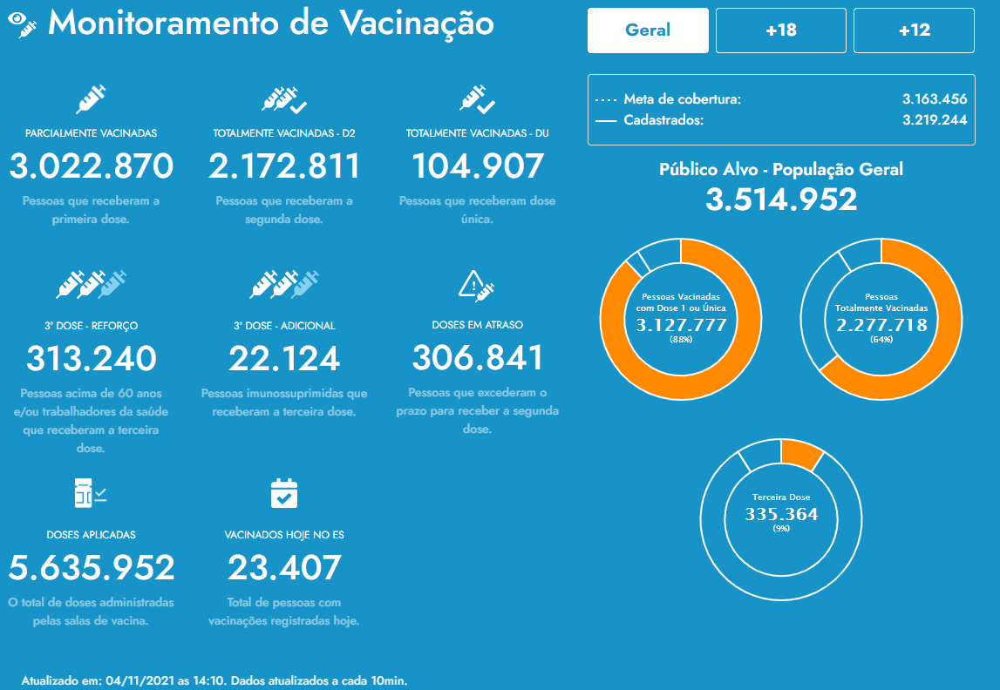 Monitoramento de Vacinação
PARCIALMENTE VACINADAS
3.022.870
Pessoas que receberam a
primeira dose.
TOTALMENTE VACINADAS - D2
2.172.811
Pessoas que receberam a
segunda dose.
TOTALMENTE VACINADAS - DU
104.907
Pessoas que receberam dose
única.
3° DOSE - REFORÇO
313.240
Pessoas acima de 60 anos
e/ou trabalhadores da saúde
que receberam a terceira
dose.
3° DOSE - ADICIONAL
22.124
Pessoas imunossuprimidas que
receberam a terceira dose.
DOSES EM ATRASO
306.841
Pessoas que excederam o
prazo para receber a segunda
dose.
DOSES APLICADAS
5.635.952
O total de doses administradas
pelas salas de vacina.
VACINADOS HOJE NO ES
23.407
Total de pessoas com
vacinações registradas hoje.
Atualizado em: 04/11/2021 as 14:10. Dados atualizados a cada 10min.
Geral
+18
+12
Meta de cobertura: 3.163.456
Cadastrados: 3.219.244
Público Alvo - População Geral
3.514.952
Pessoas Vacinadas
com Dose 1 ou Única
3.127.777
(88%)
Pessoas
Totalmente Vacinadas
2.277.718
(64%)
Terceira Dose
335.364
(9%)